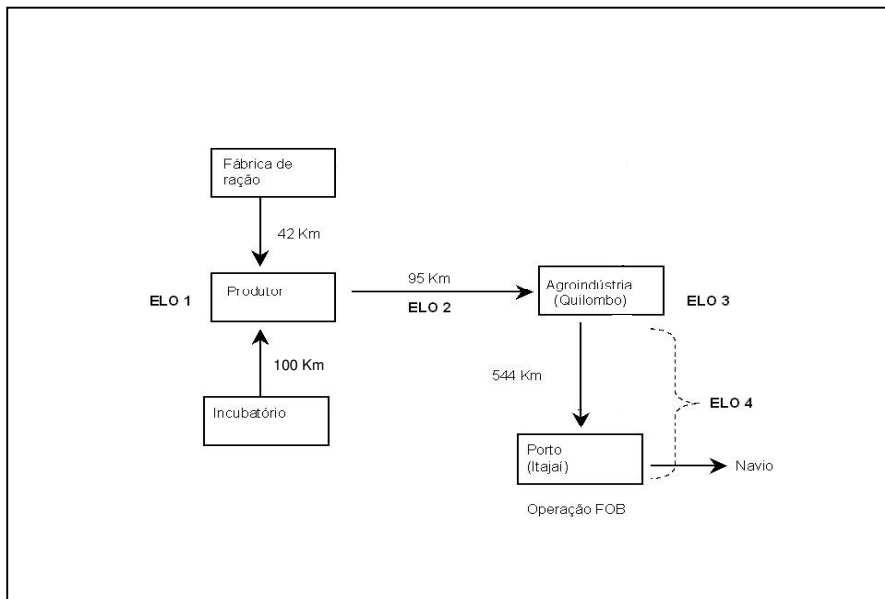 Fábrica de
ração
42 Km
ELO 1
Produtor
95 Km
ELO 2
Agroindústria
(Quilombo)
ELO 3
100 Km
Incubatório
544 Km
ELO 4
Porto
(Itajaí)
Navio
Operação FOB